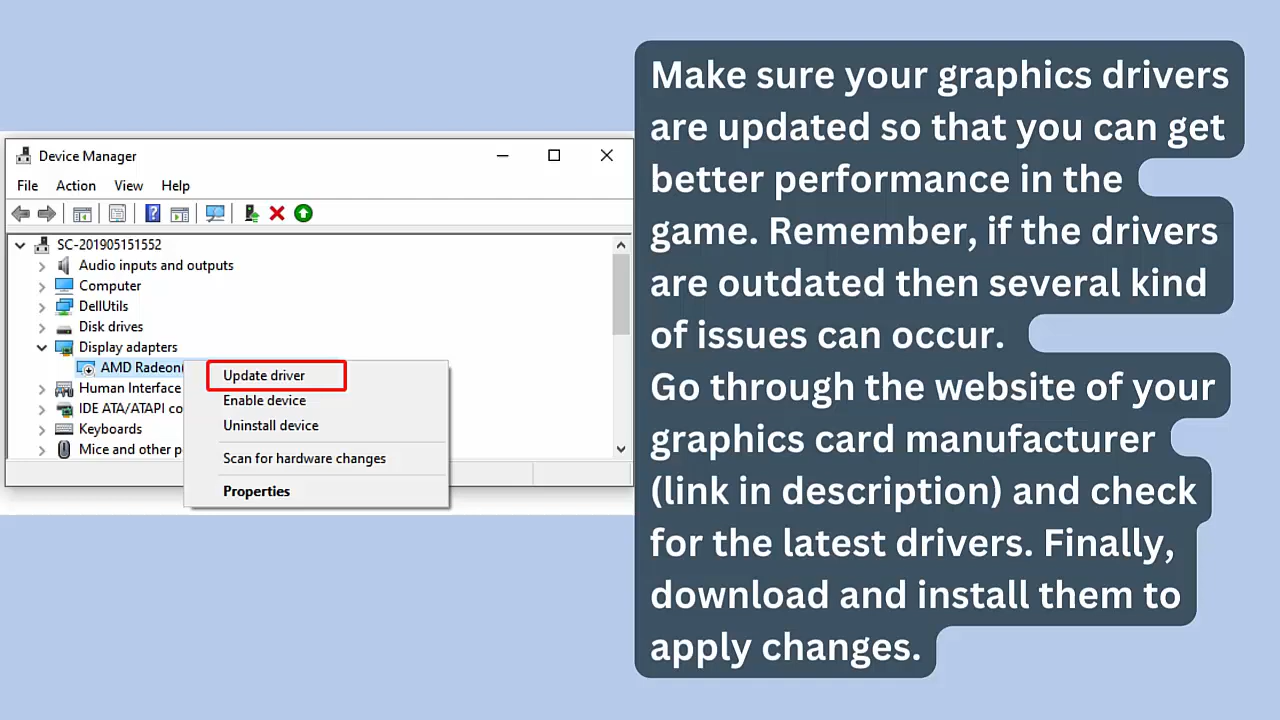 Device Manager
File Action View Help
SC-201905151552
Audio inputs and outputs
Computer
DellUtils
Disk drives
Display adapters
AMD Radeon(
Human Interface
IDE ATA/ATAPI co
Keyboards
Mice and other p
Update driver
Enable device
Uninstall device
Scan for hardware changes
Properties
Make sure your graphics drivers
are updated so that you can get
better performance in the
game. Remember, if the drivers
are outdated then several kind
of issues can occur.
Go through the website of your
graphics card manufacturer
(link in description) and check
for the latest drivers. Finally,
download and install them to
apply changes.